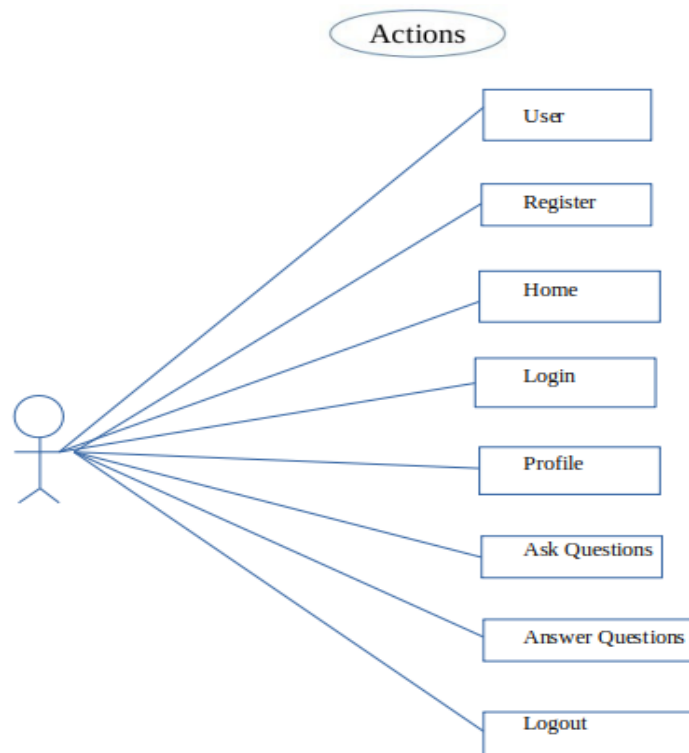 Actions
User
Register
Home
Login
Profile
Ask Questions
Answer Questions
Logout